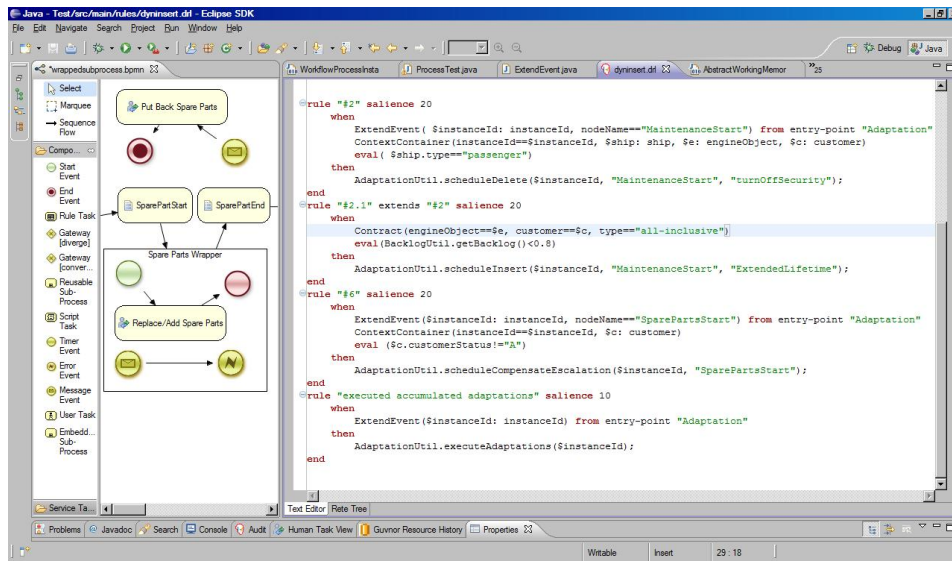 Java - Test/src/main/rules/dyninsert.drl - Eclipse SDK
File Edit Navigate Search Project Run Window Help
Debug Java
*wrappedsubprocess.bpmn
Select
Marquee
Sequence
Flow
Compo...
Start
Event
End
Event
Rule Task
Gateway
[diverge]
Gateway
[conver...
Reusable
Sub-
Process
Script
Task
Timer
Event
Error
Event
Message
Event
User Task
Embedd...
Sub-
Process
Service Ta...
Put Back Spare Parts
SparePartStart
SparePartEnd
Spare Parts Wrapper
Replace/Add Spare Parts
WorkflowProcessInsta ProcessTest.java ExtendEvent.java dyninsert.drl AbstractWorkingMemor »25
rule "#2" salience 20
when
ExtendEvent( $instanceId: instanceId, nodeName=="MaintenanceStart") from entry-point "Adaptation"
ContextContainer(instanceId==$instanceId, $ship: ship, $e: engineObject, $c: customer)
eval( $ship.type=="passenger")
then
AdaptationUtil.scheduleDelete($instanceId, "MaintenanceStart", "turnOffSecurity");
end
rule "#2.1" extends "#2" salience 20
when
Contract(engineObject==$e, customer==$c, type=="all-inclusive")
eval(BacklogUtil.getBacklog()<0.8)
then
AdaptationUtil.scheduleInsert($instanceId, "MaintenanceStart", "ExtendedLifetime");
end
rule "#6" salience 20
when
ExtendEvent($instanceId: instanceId, nodeName=="SparePartsStart") from entry-point "Adaptation"
ContextContainer(instanceId==$instanceId, $c: customer)
eval ($c.customerStatus!="A")
then
AdaptationUtil.scheduleCompensateEscalation($instanceId, "SparePartsStart");
end
rule "executed accumulated adaptations" salience 10
when
ExtendEvent($instanceId: instanceId) from entry-point "Adaptation"
then
AdaptationUtil.executeAdaptations($instanceId);
end
Text Editor Rete Tree
Problems Javadoc Search Console Audit Human Task View Guvnor Resource History Properties
Writable Insert 29 : 18